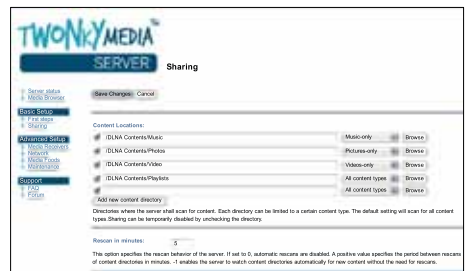 TWONKYMEDIA™
SERVER
Sharing
Server status
Media Browser
Save Changes Cancel
Basic Setup
First steps
Sharing
Content Locations:
/DLNA Contents/Music Music-only Browse
Advanced Setup
Media Receivers
Network
Media Feeds
Maintenance
/DLNA Contents/Photos Pictures-only Browse
/DLNA Contents/Video Videos-only Browse
Support
FAQ
Forum
/DLNA Contents/Playlists All content types Browse
All content types Browse
Add new content directory
Directories where the server shall scan for content. Each directory can be limited to a certain content type. The default setting will scan for all content
types.Sharing can be temporarily disabled by unchecking the directory.
Rescan in minutes: 5
This option specifies the rescan behavior of the server. If set to 0, automatic rescans are disabled. A positive value specifies the period between rescans
of content directories in minutes. -1 enables the server to watch content directories automatically for new content without the need for rescans.